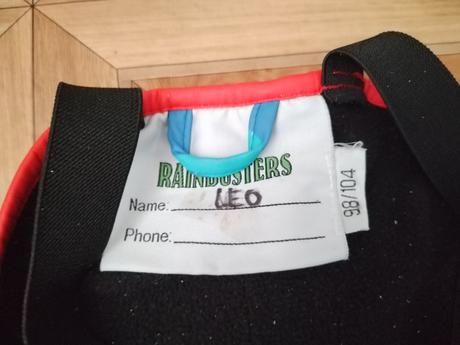 RAINBUSTERS
Name: LEO
Phone:
98/104